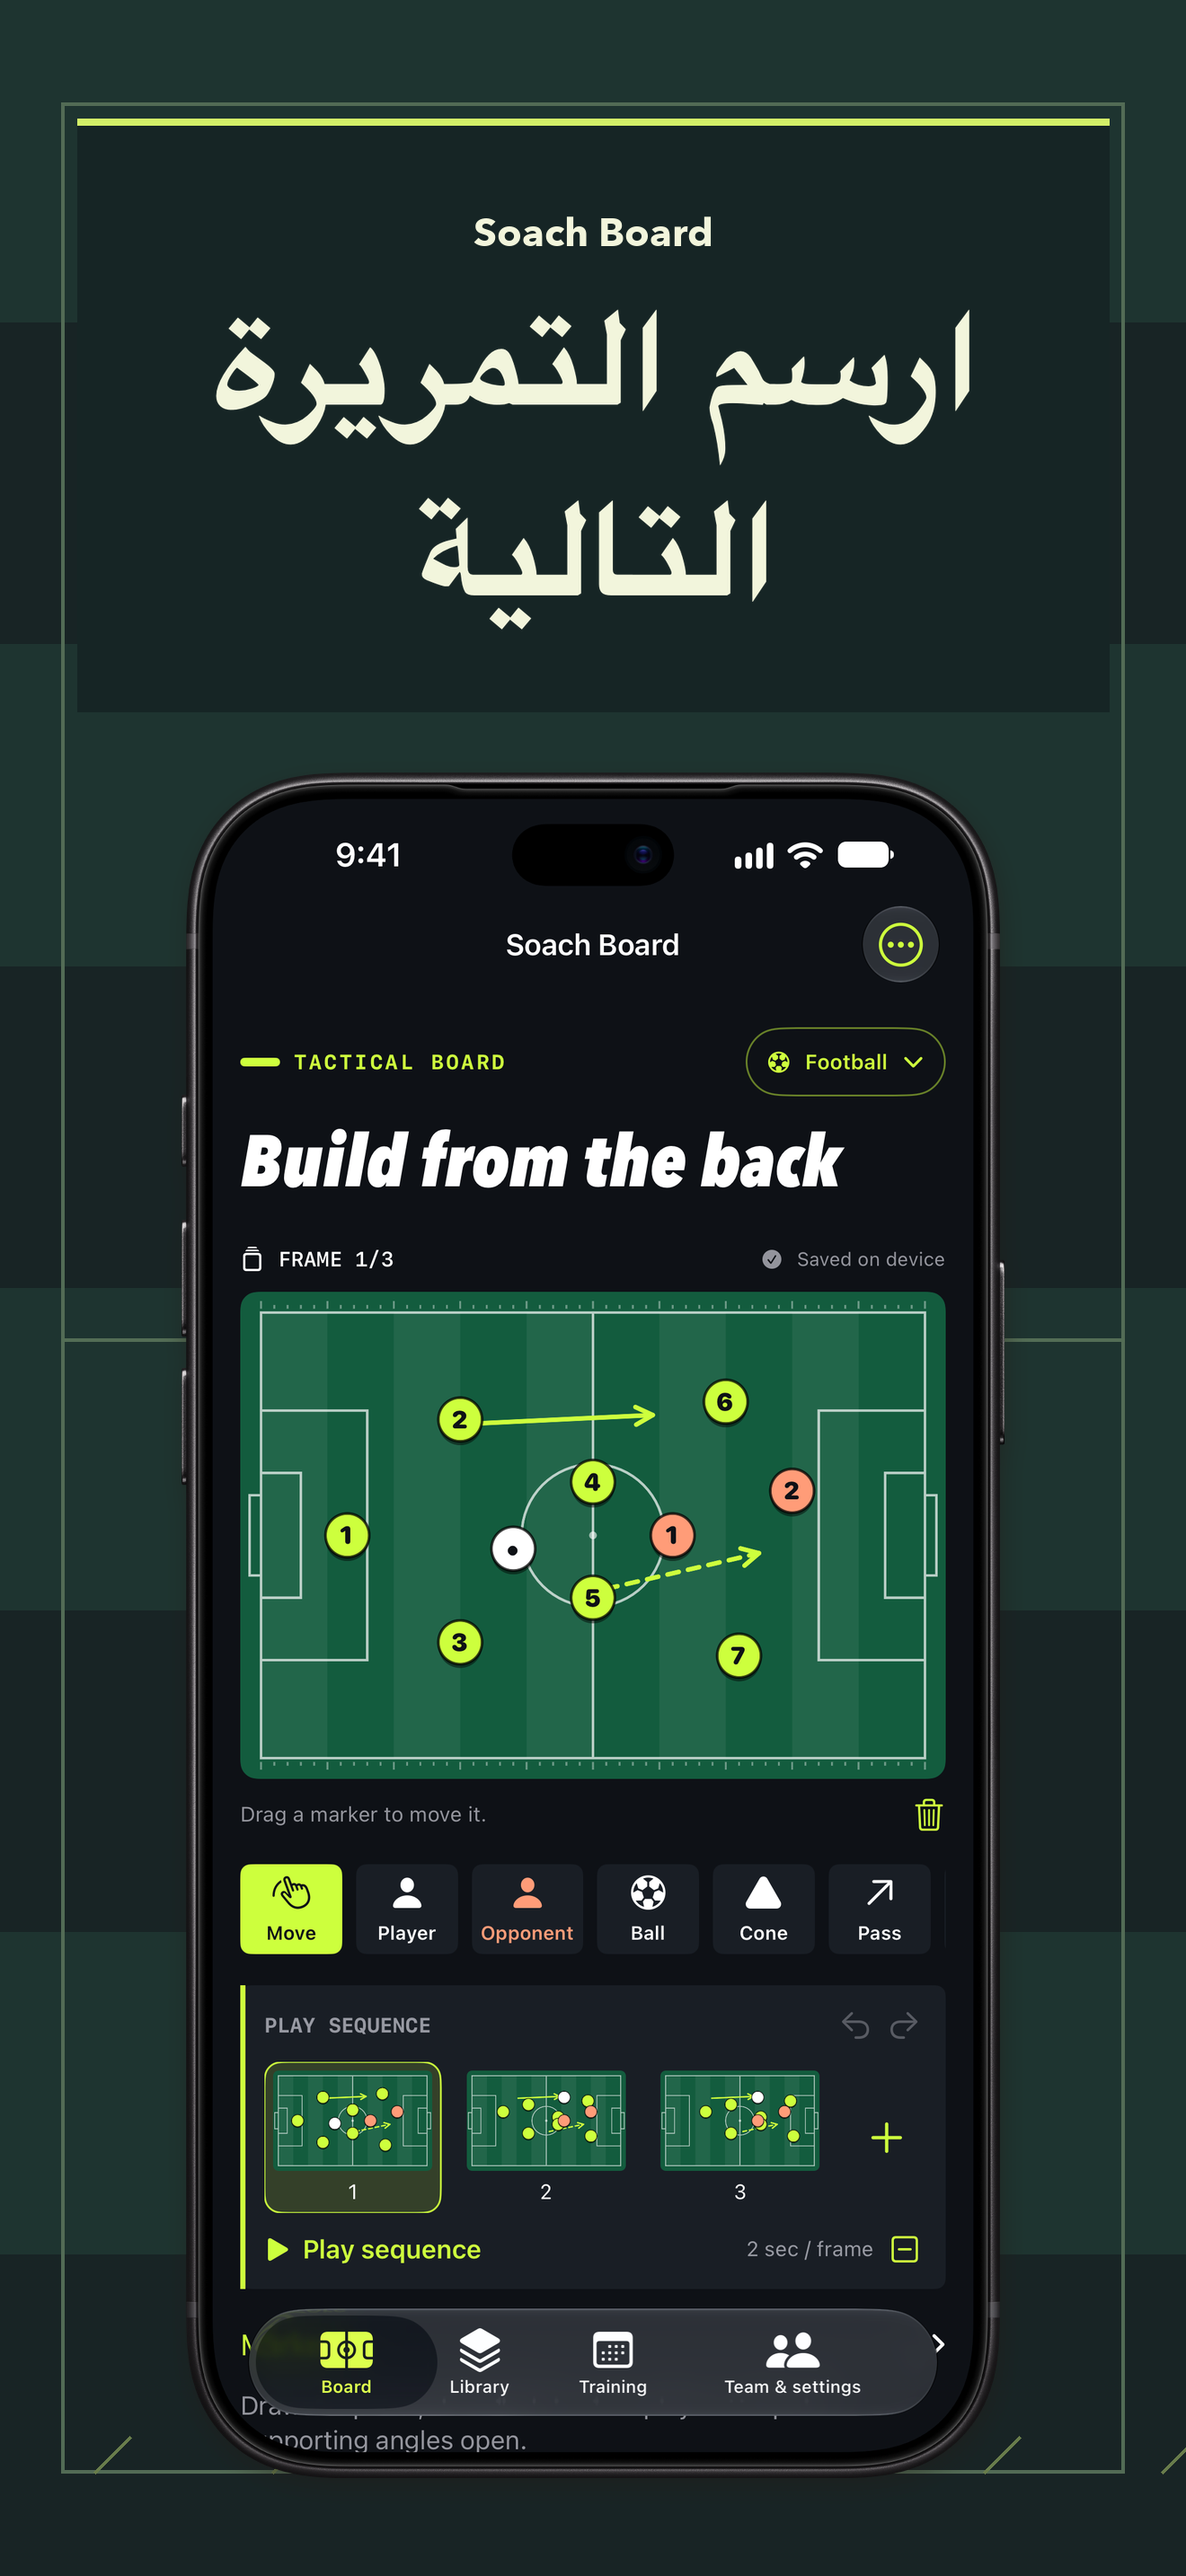 Soach Board
ارسم التمريرة
التالية
9:41
Soach Board
TACTICAL BOARD
Football
Build from the back
FRAME 1/3
Saved on device
2
6
4
2
1
1
5
3
7
Drag a marker to move it.
Move
Player
Opponent
Ball
Cone
Pass
PLAY SEQUENCE
1
2
3
Play sequence
2 sec / frame
Board
Library
Training
Team & settings
angles open.